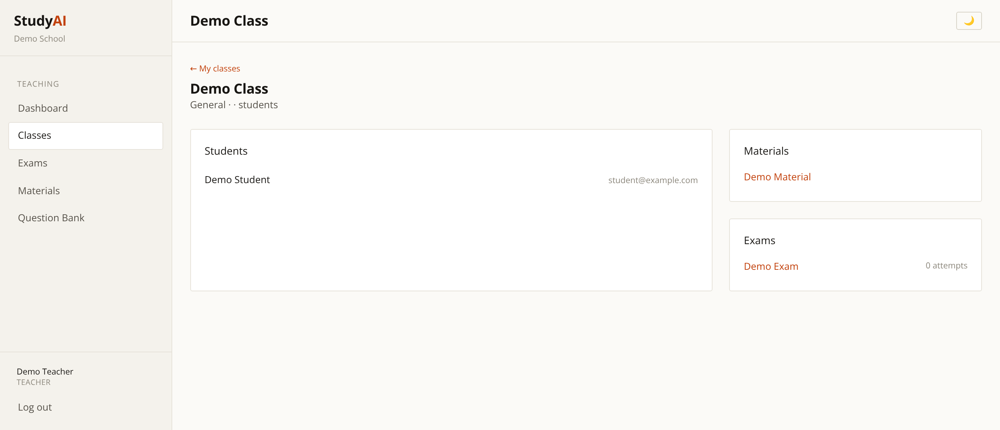 StudyAI
Demo School
TEACHING
Dashboard
Classes
Exams
Materials
Question Bank
Demo Teacher
TEACHER
Log out
Demo Class
← My classes
Demo Class
General · · students
Students
Demo Student student@example.com
Materials
Demo Material
Exams
Demo Exam 0 attempts